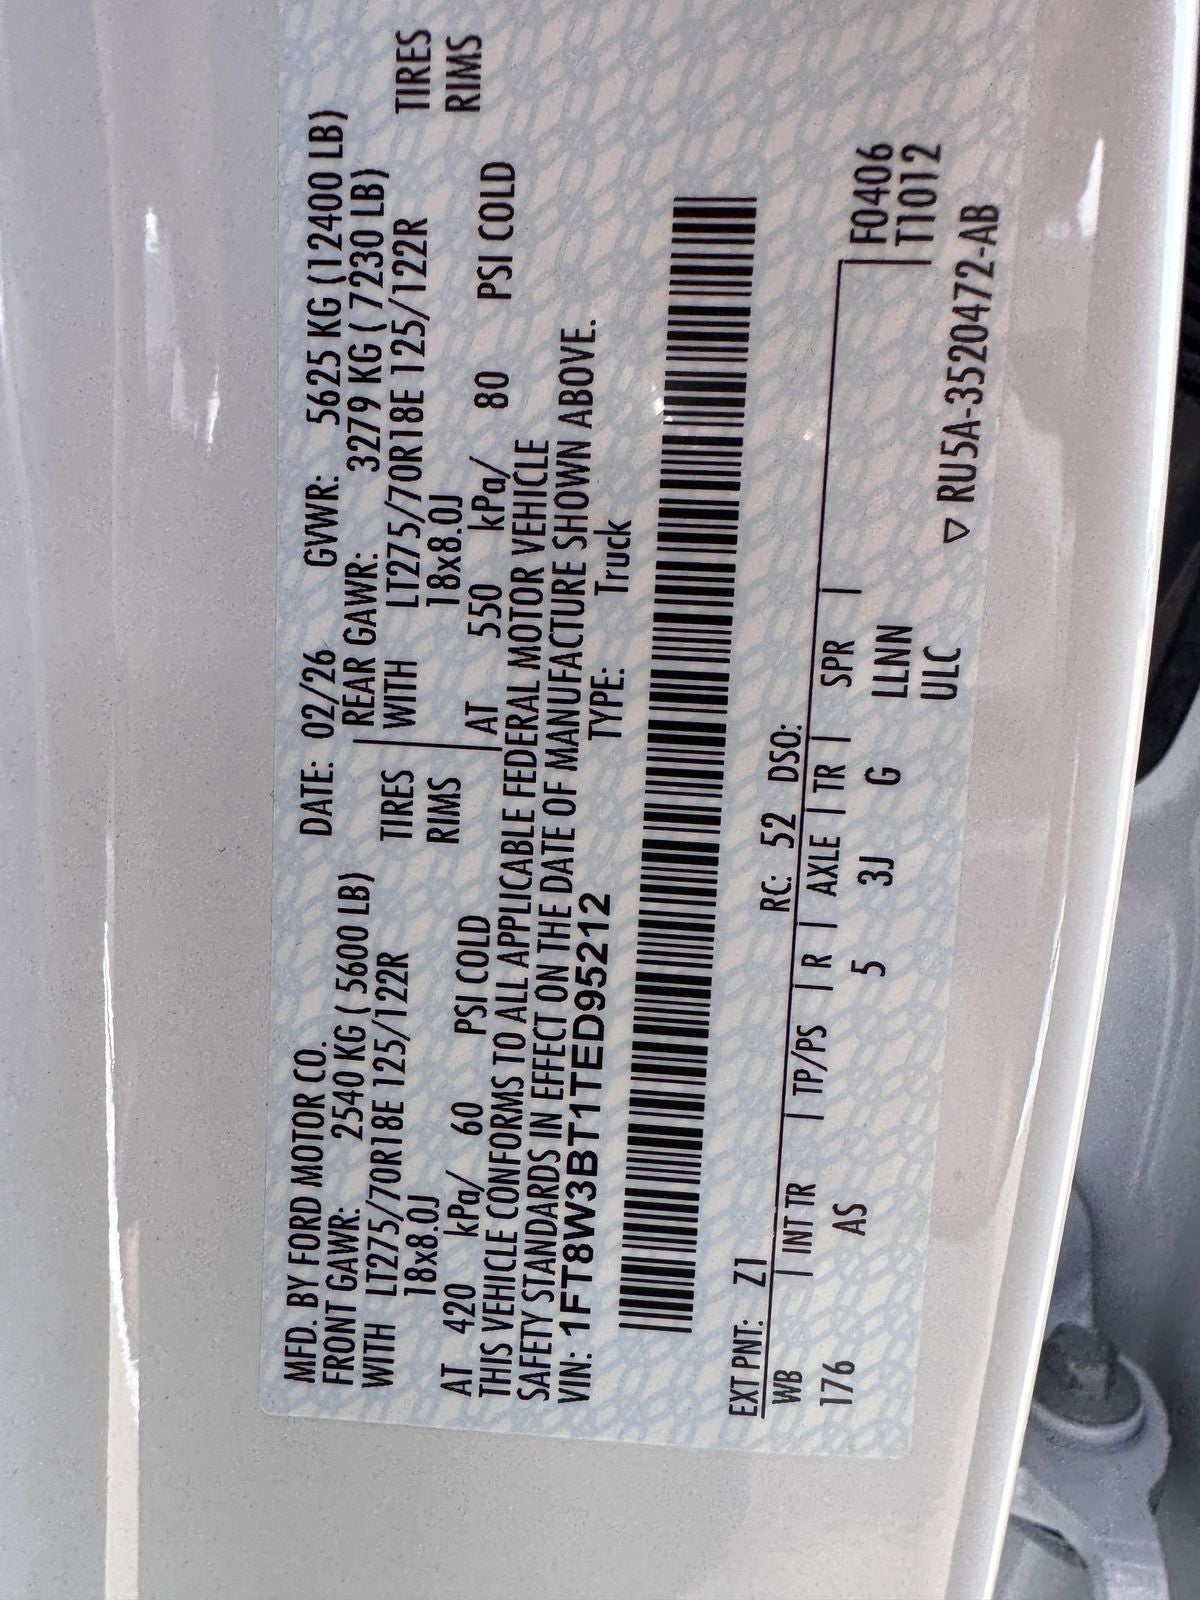 MFD. BY FORD MOTOR CO. DATE: 02/26 GVWR: 5625 KG (12400 LB)
FRONT GAWR: 2540 KG ( 5600 LB) REAR GAWR: 3279 KG ( 7230 LB)
WITH LT275/70R18E 125/122R TIRES WITH LT275/70R18E 125/122R TIRES
18x8.0J RIMS 18x8.0J RIMS
AT 420 kPa/ 60 PSI COLD AT 550 kPa/ 80 PSI COLD
THIS VEHICLE CONFORMS TO ALL APPLICABLE FEDERAL MOTOR VEHICLE
SAFETY STANDARDS IN EFFECT ON THE DATE OF MANUFACTURE SHOWN ABOVE.
VIN: 1FT8W3BT1TED95212 TYPE: Truck
EXT PNT: Z1 RC: 52 DSO:
WB | INT TR | TP/PS | R | AXLE | TR | SPR | F0406
176 AS 5 3J G LLNN T1012
ULC ▽ RU5A-3520472-AB